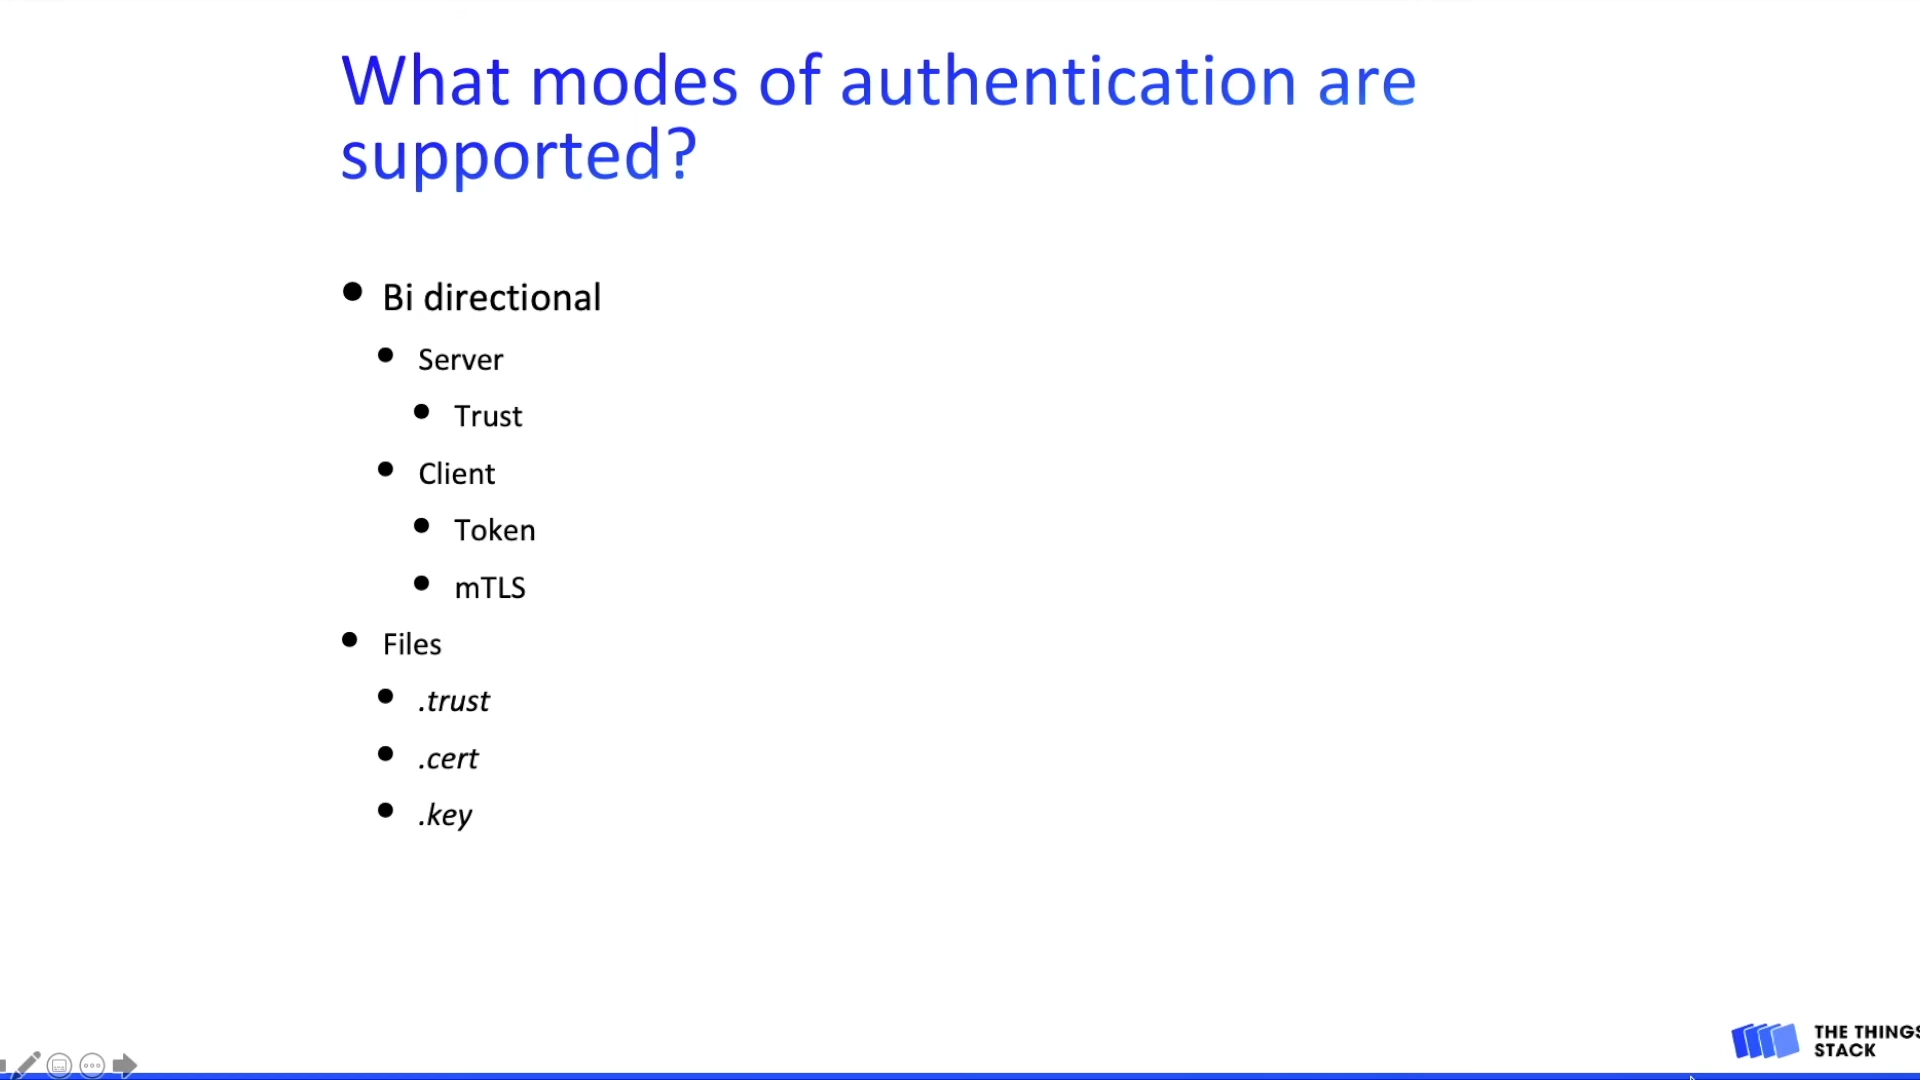 What modes of authentication are
supported?
Bi directional
Server
Trust
Client
Token
mTLS
Files
.trust
.cert
.key
THE THINGS
STACK